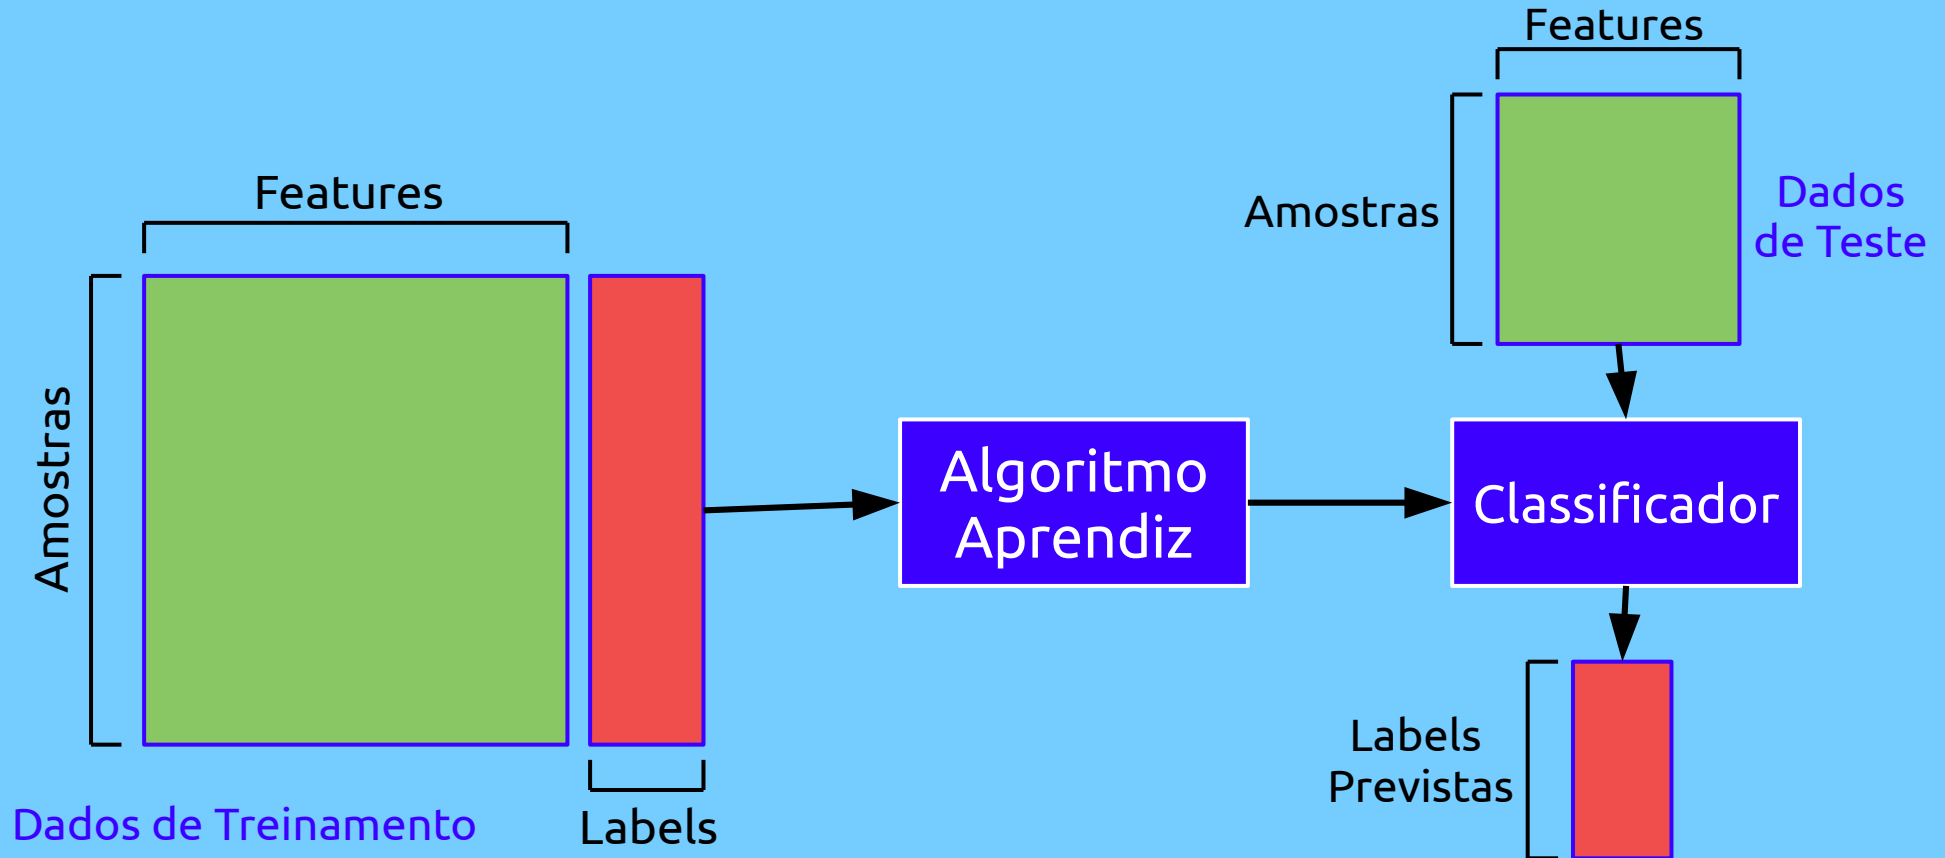 Features
Amostras
Dados de Treinamento
Labels
Algoritmo
Aprendiz
Features
Amostras
Dados
de Teste
Classificador
Labels
Previstas